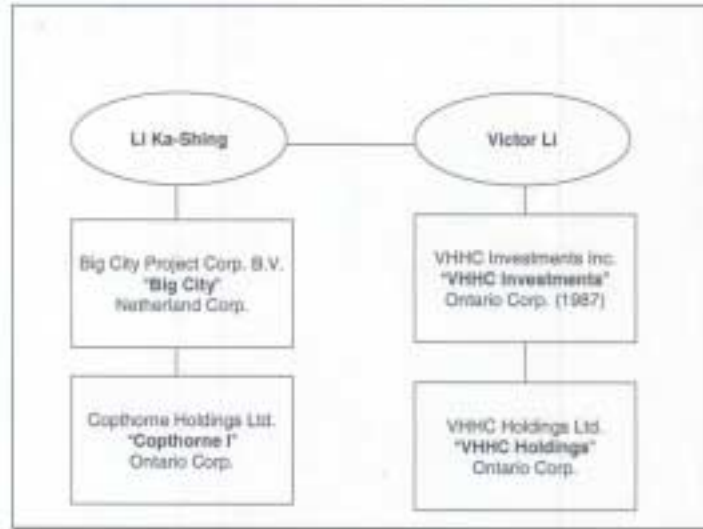 Li Ka-Shing
Victor Li
Big City Project Corp. B.V.
"Big City"
Netherland Corp.
VHHC Investments Inc.
"VHHC Investments"
Ontario Corp. (1987)
Copthorne Holdings Ltd.
"Copthorne I"
Ontario Corp.
VHHC Holdings Ltd.
"VHHC Holdings"
Ontario Corp.